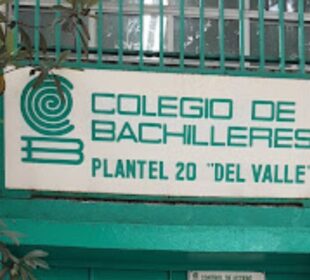 COLEGIO DE
BACHILLERES
PLANTEL 20 "DEL VALLE"